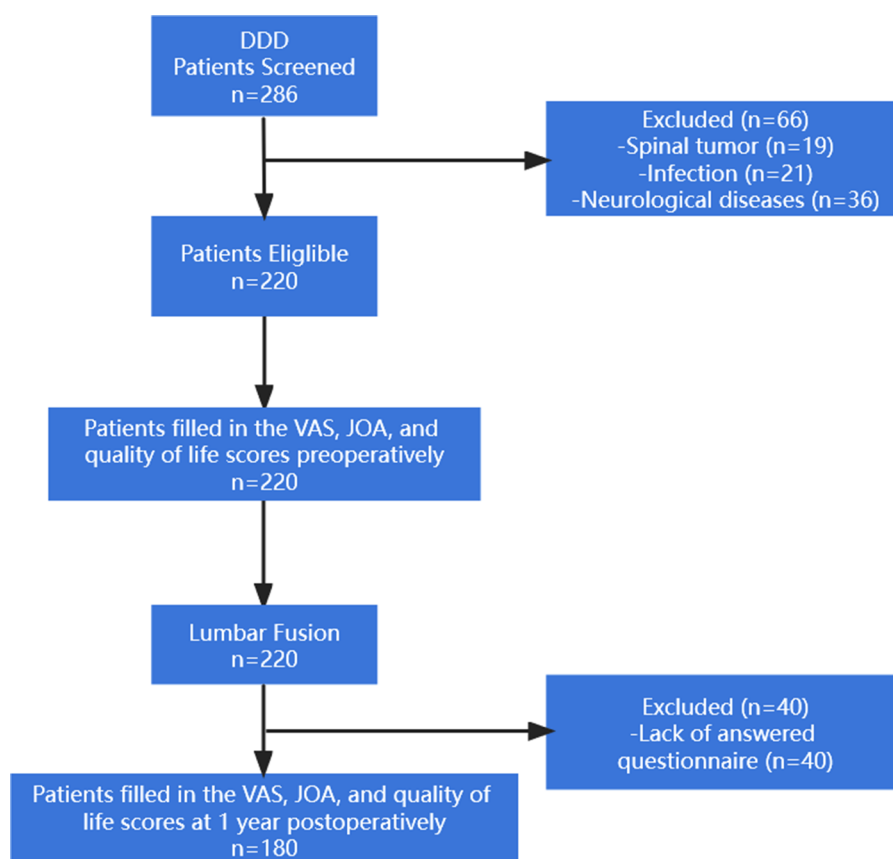 DDD
Patients Screened
n=286
Excluded (n=66)
-Spinal tumor (n=19)
-Infection (n=21)
-Neurological diseases (n=36)
Patients Eligible
n=220
Patients filled in the VAS, JOA, and
quality of life scores preoperatively
n=220
Lumbar Fusion
n=220
Excluded (n=40)
-Lack of answered
questionnaire (n=40)
Patients filled in the VAS, JOA, and quality of
life scores at 1 year postoperatively
n=180